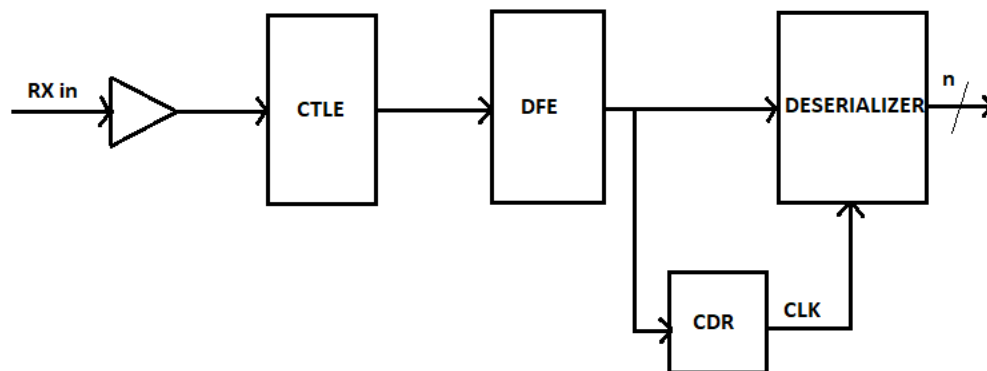 RX in
CTLE
DFE
DESERIALIZER
n
CDR
CLK